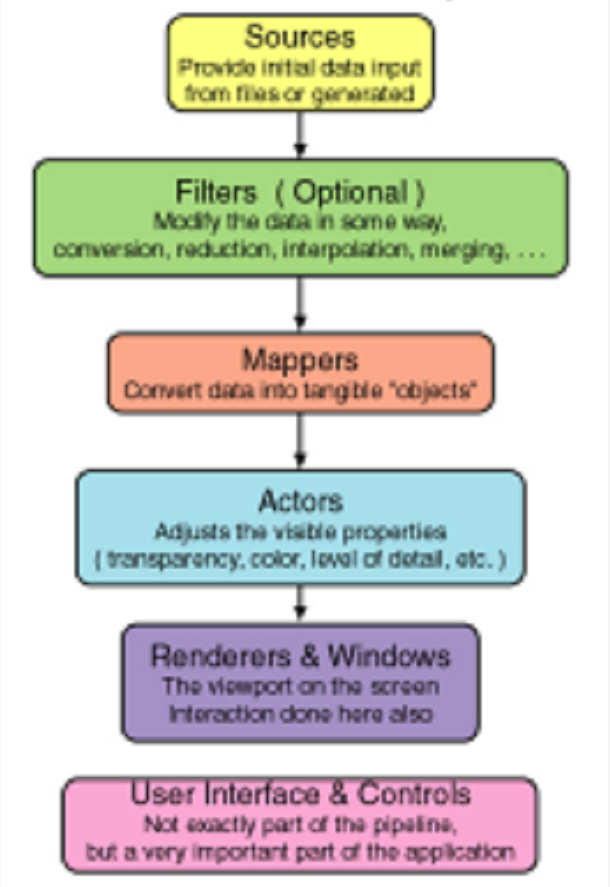 Sources
Provide initial data input
from files or generated
Filters ( Optional )
Modify the data in some way,
conversion, reduction, interpolation, merging, ...
Mappers
Convert data into tangible "objects"
Actors
Adjusts the visible properties
( transparency, color, level of detail, etc. )
Renderers & Windows
The viewport on the screen
Interaction done here also
User Interface & Controls
Not exactly part of the pipeline,
but a very important part of the application